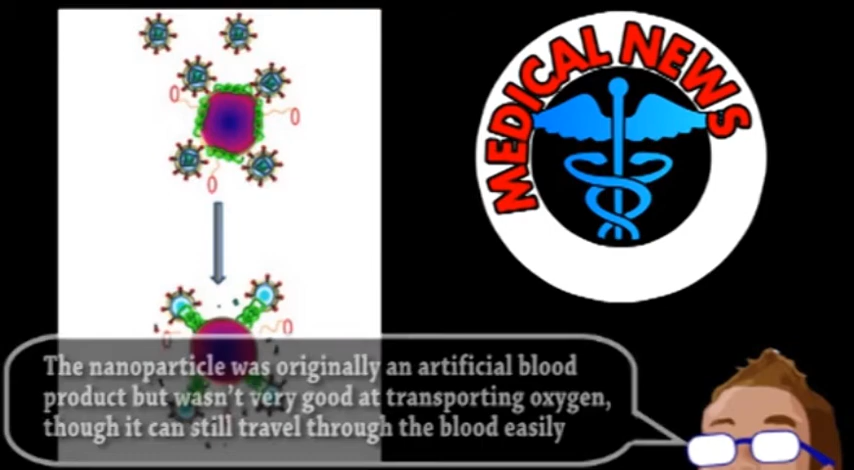 MEDICAL NEWS
The nanoparticle was originally an artificial blood
product but wasn't very good at transporting oxygen,
though it can still travel through the blood easily